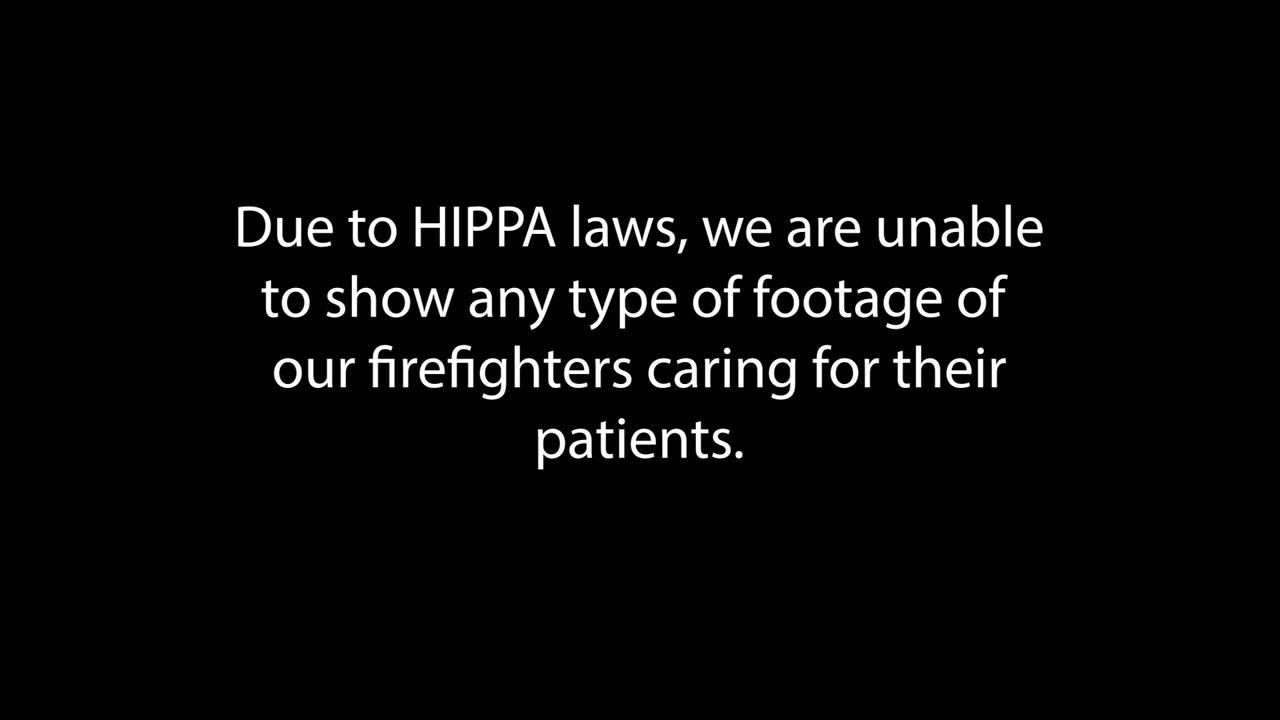 Due to HIPPA laws, we are unable
to show any type of footage of
our firefighters caring for their
patients.